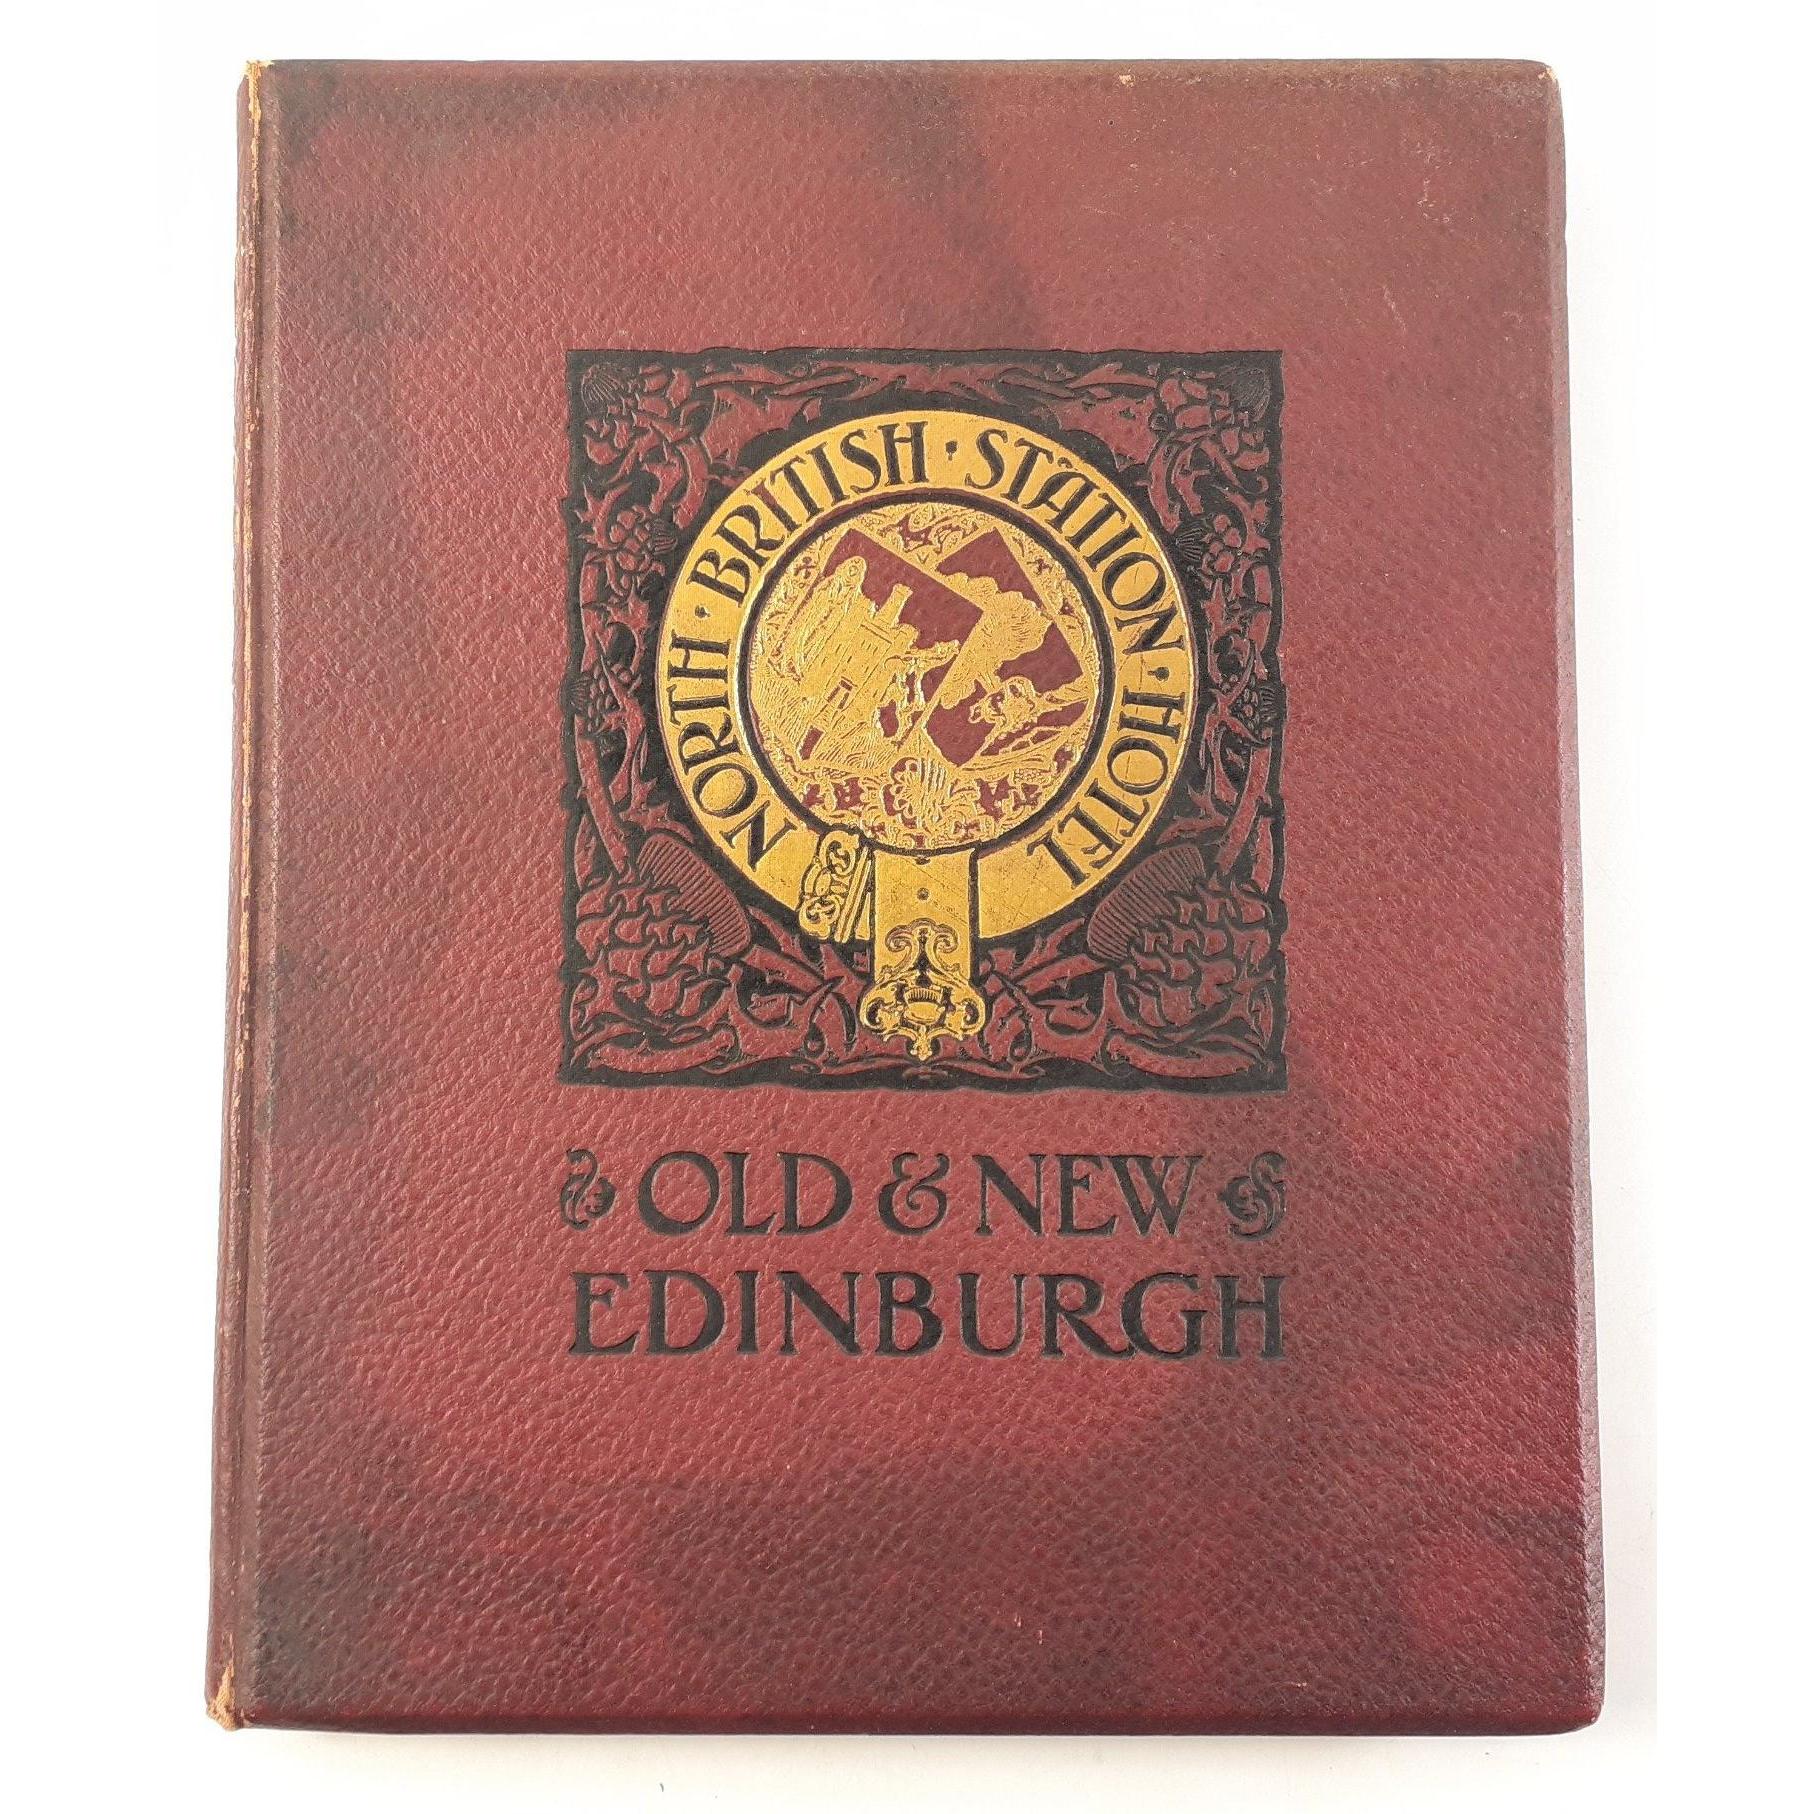 NORTH · BRITISH · STATION · HOTEL
OLD & NEW
EDINBURGH